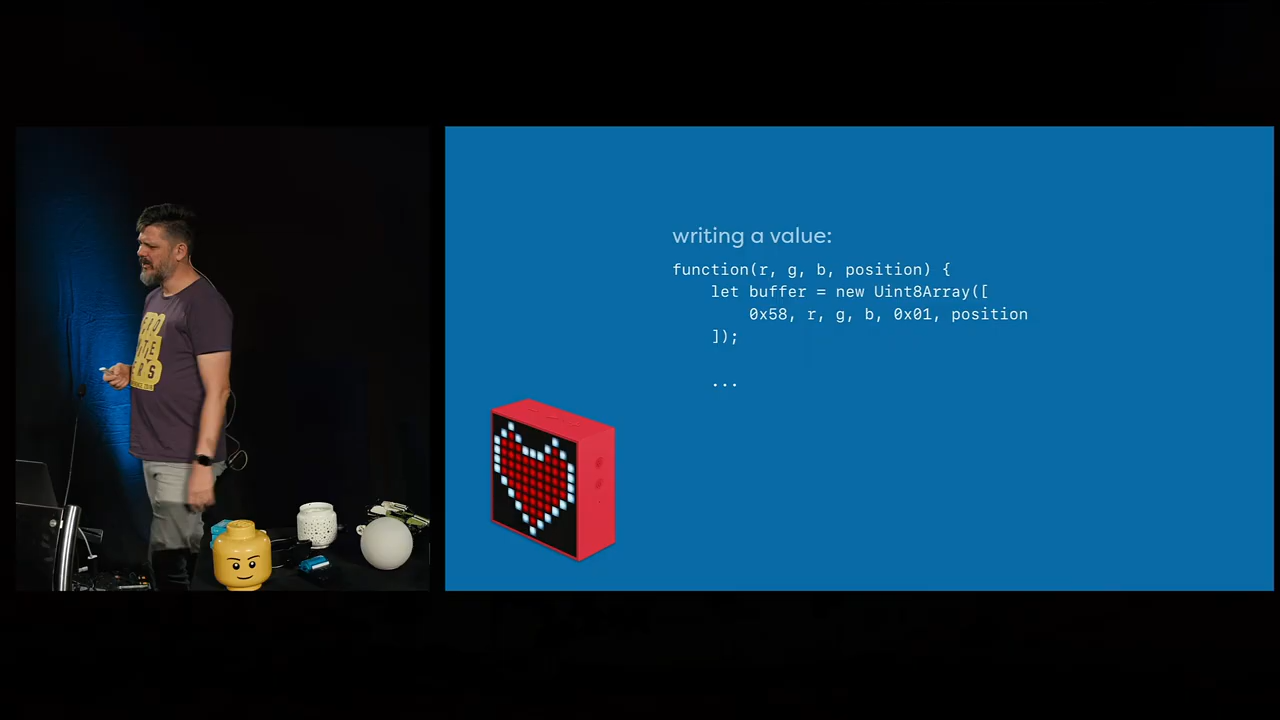 writing a value:
function(r, g, b, position) {
let buffer = new Uint8Array([
0x58, r, g, b, 0x01, position
]);
...